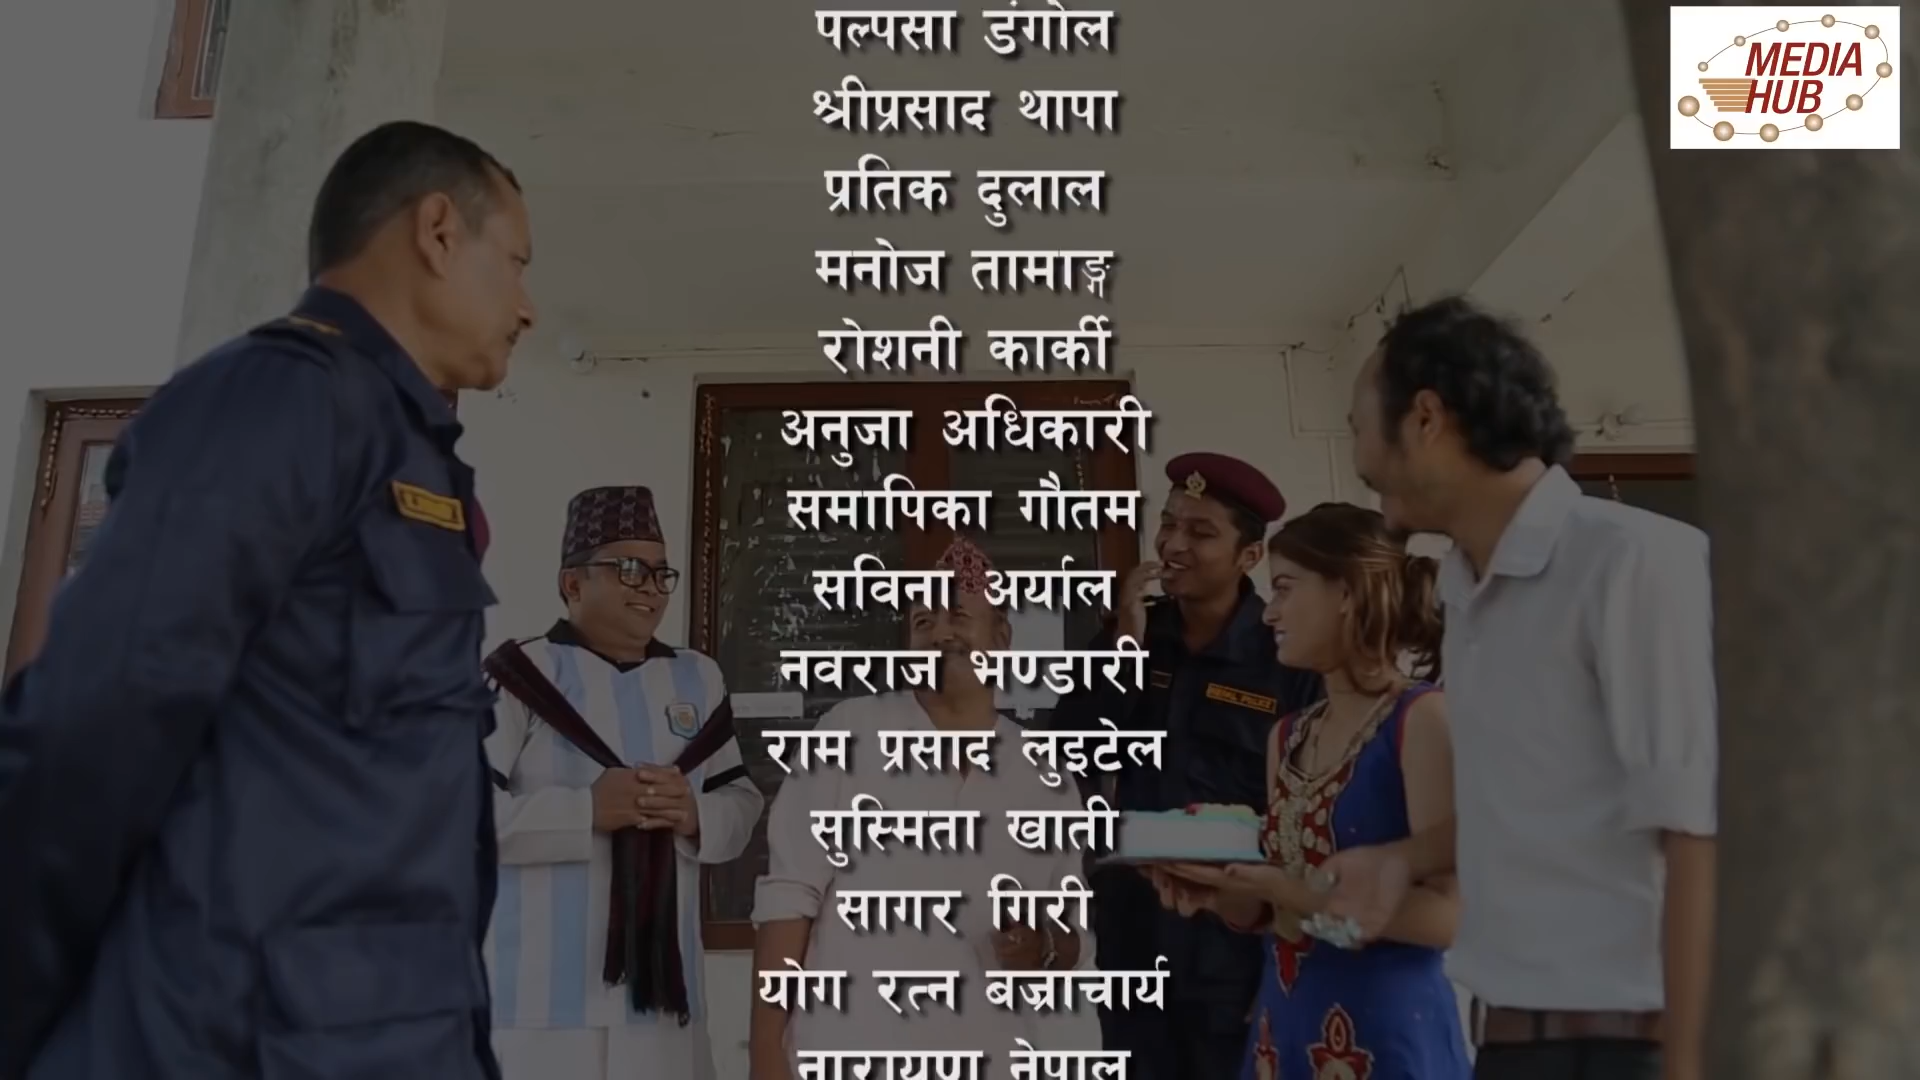 पल्पसा डंगोल
श्रीप्रसाद थापा
प्रतिक दुलाल
मनोज तामाङ्ग
रोशनी कार्की
अनुजा अधिकारी
समापिका गौतम
सविना अर्याल
नवराज भण्डारी
राम प्रसाद लुइटेल
सुस्मिता खाती
सागर गिरी
योग रत्न बज्राचार्य
नारायण नेपाल
MEDIA
HUB